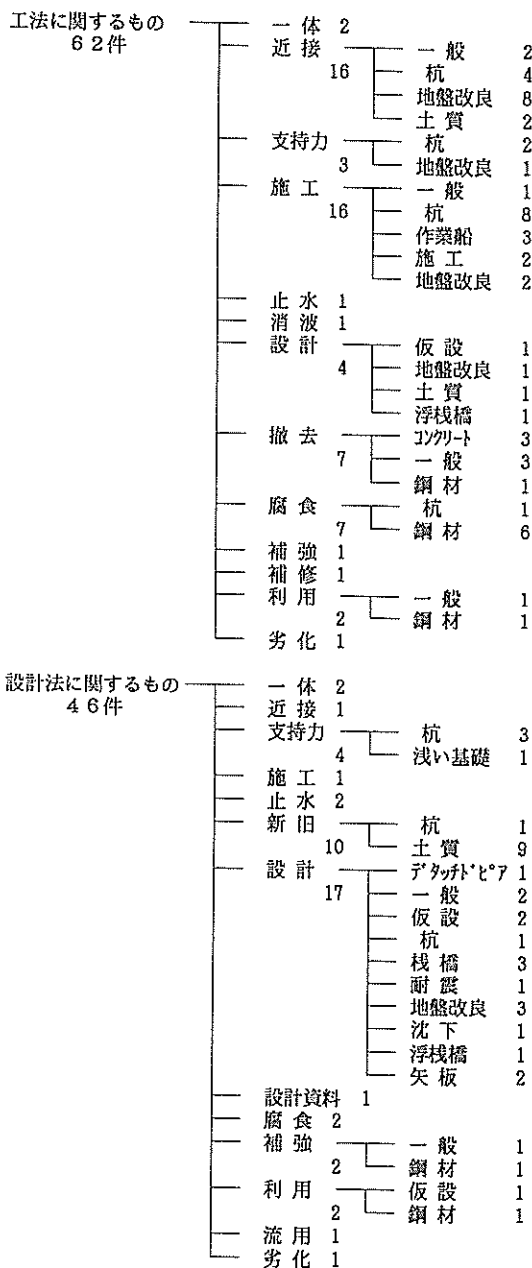 工法に関するもの 一体 2
62件 近接 一般 2
16 杭 4
地盤改良 8
土質 2
支持力 杭 2
3 地盤改良 1
施工 一般 1
16 杭 8
作業船 3
施工 2
地盤改良 2
止水 1
消波 1
設計 仮設 1
4 地盤改良 1
土質 1
浮桟橋 1
撤去 コンクリート 3
7 一般 3
鋼材 1
腐食 杭 1
7 鋼材 6
補強 1
補修 1
利用 一般 1
2 鋼材 1
劣化 1
設計法に関するもの 一体 2
46件 近接 1
支持力 杭 3
4 浅い基礎 1
施工 1
止水 2
新旧 杭 1
10 土質 9
設計 デタッチドピア 1
17 一般 2
仮設 2
杭 1
桟橋 3
耐震 1
地盤改良 3
沈下 1
浮桟橋 1
矢板 2
設計資料 1
腐食 2
補強 一般 1
2 鋼材 1
利用 仮設 1
2 鋼材 1
流用 1
劣化 1